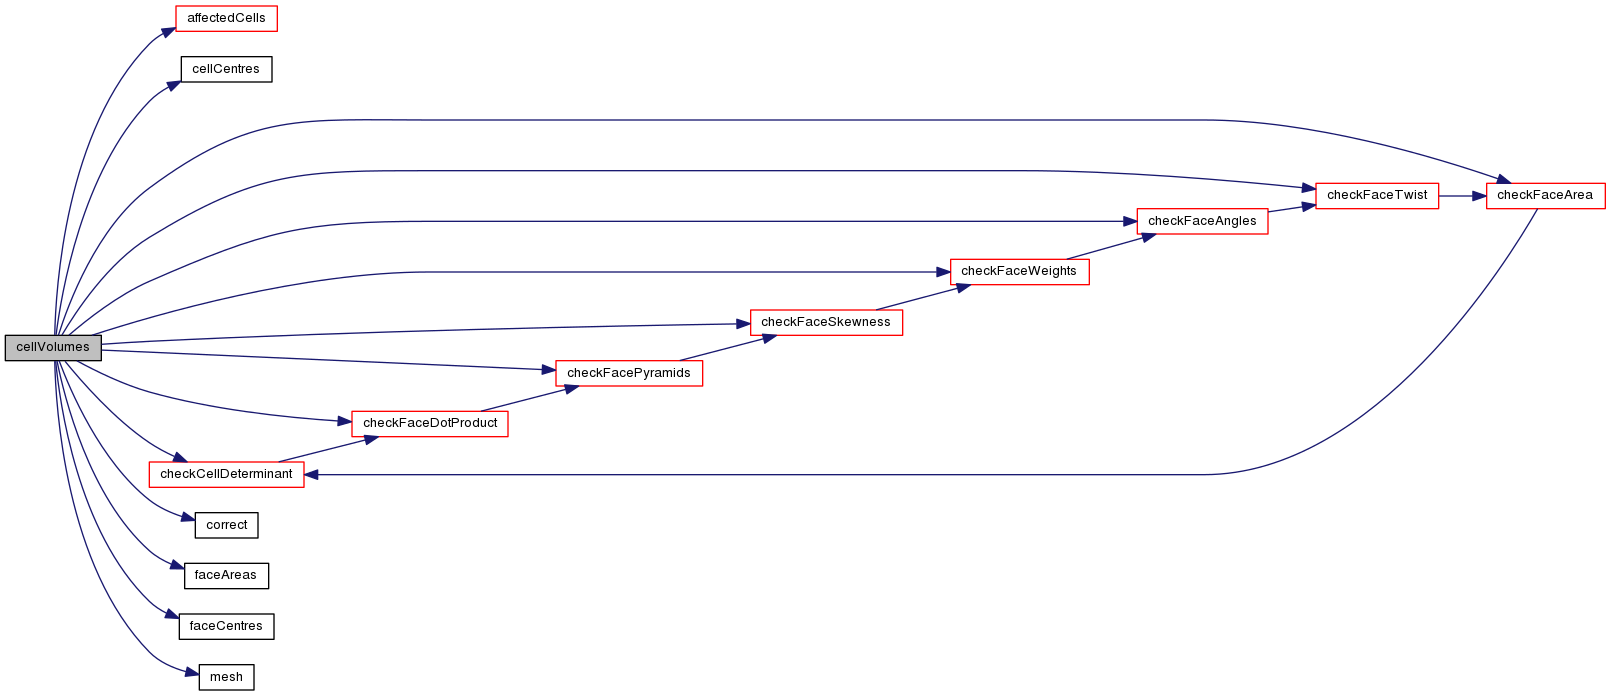 affectedCells
cellCentres
checkFaceTwist
checkFaceArea
checkFaceAngles
checkFaceWeights
checkFaceSkewness
cellVolumes
checkFacePyramids
checkFaceDotProduct
checkCellDeterminant
correct
faceAreas
faceCentres
mesh